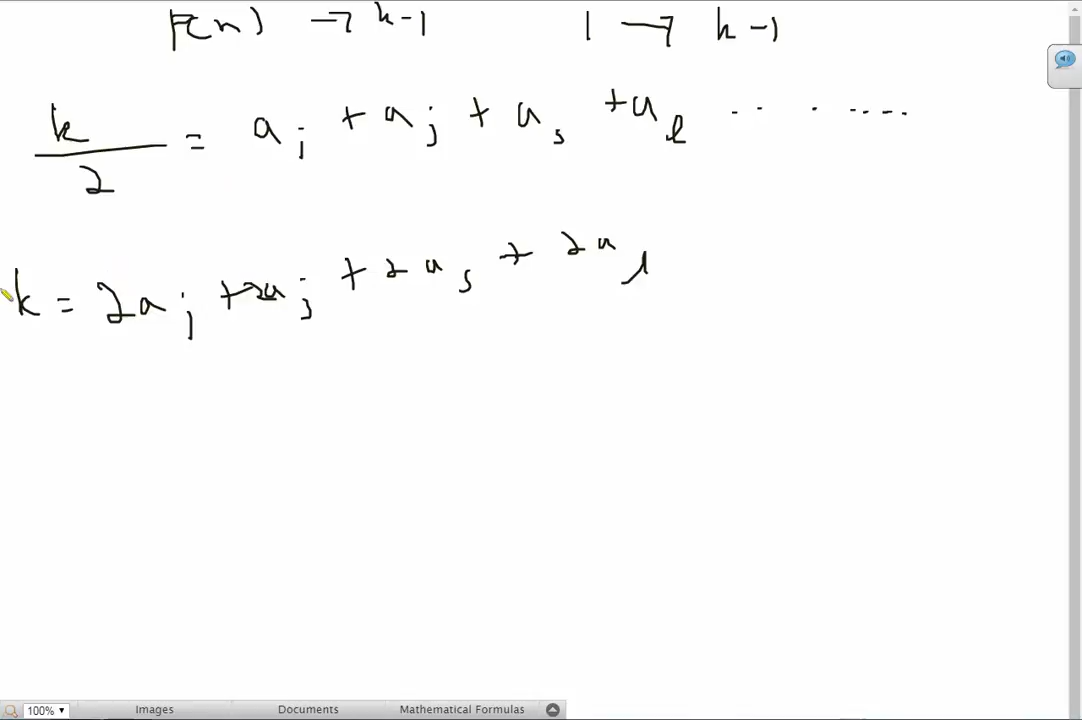 F(n) → k-1 1 → k-1
k/2 = a_i + a_j + a_s + a_l .. . .....
k = 2a_i + 2a_j + 2a_s + 2a_l
100% ▼ Images Documents Mathematical Formulas